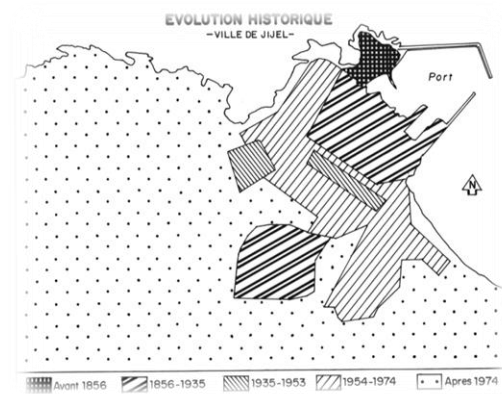 EVOLUTION HISTORIQUE
-VILLE DE JIJEL-
Port
N
Avant 1856
1856-1935
1935-1953
1954-1974
Apres 1974